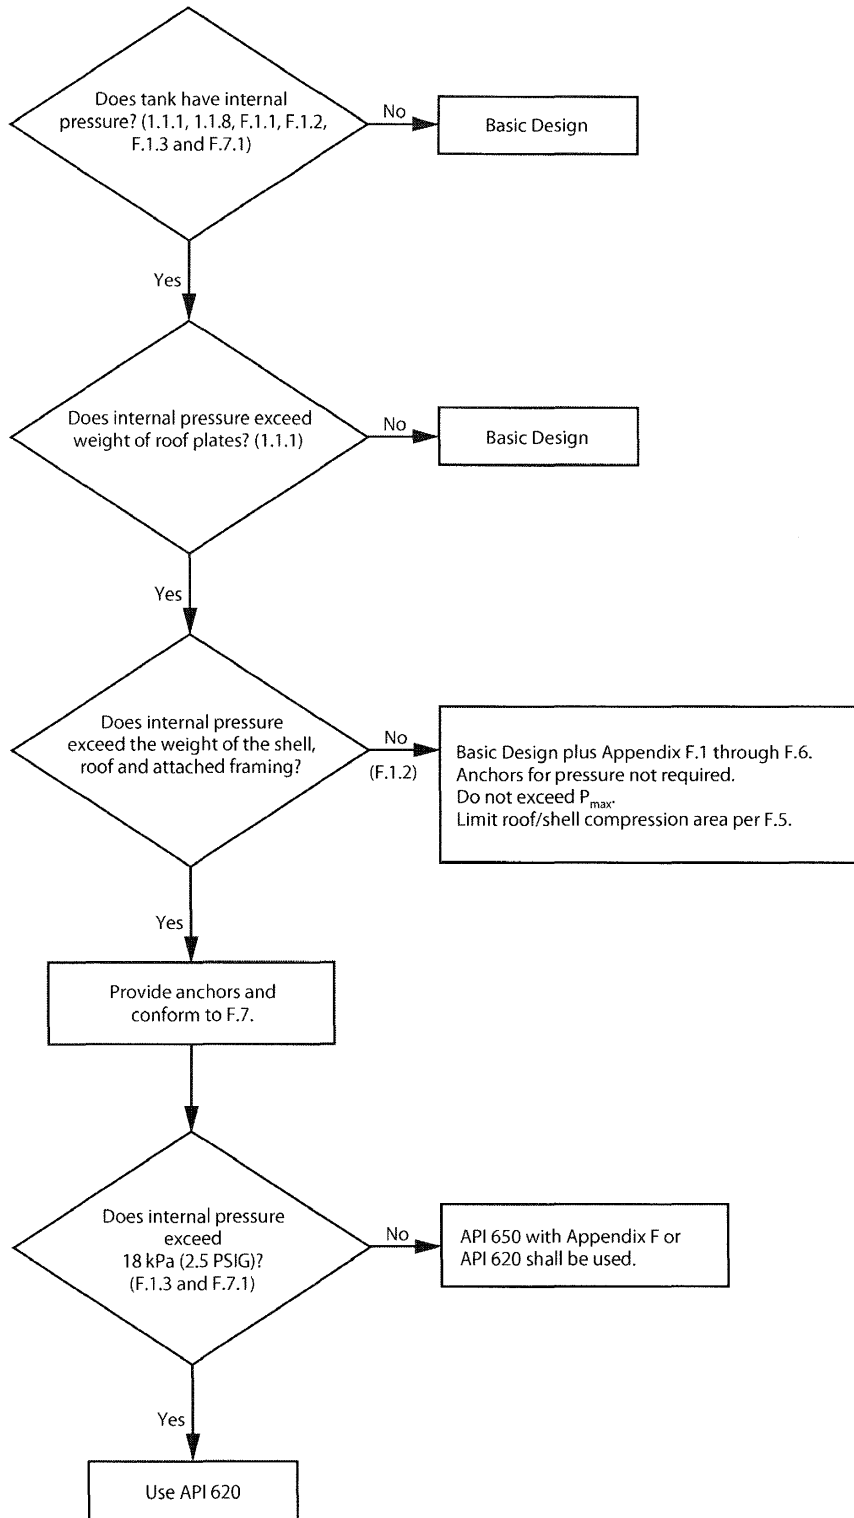 Does tank have internal
pressure? (1.1.1, 1.1.8, F.1.1, F.1.2,
F.1.3 and F.7.1)
No
Basic Design
Yes
Does internal pressure exceed
weight of roof plates? (1.1.1)
No
Basic Design
Yes
Does internal pressure
exceed the weight of the shell,
roof and attached framing?
No
(F.1.2)
Basic Design plus Appendix F.1 through F.6.
Anchors for pressure not required.
Do not exceed Pmax.
Limit roof/shell compression area per F.5.
Yes
Provide anchors and
conform to F.7.
Does internal pressure
exceed
18 kPa (2.5 PSIG)?
(F.1.3 and F.7.1)
No
API 650 with Appendix F or
API 620 shall be used.
Yes
Use API 620